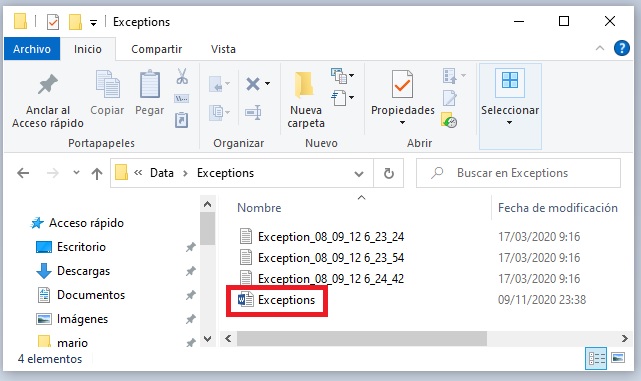 Exceptions
Archivo Inicio Compartir Vista
Anclar al Acceso rápido
Copiar
Pegar
Nueva carpeta
Propiedades
Seleccionar
Portapapeles Organizar Nuevo Abrir
Data Exceptions
Buscar en Exceptions
Nombre Fecha de modificación
Acceso rápido
Escritorio
Descargas
Documentos
Imágenes
mario
Exception_08_09_12 6_23_24 17/03/2020 9:16
Exception_08_09_12 6_23_54 17/03/2020 9:16
Exception_08_09_12 6_24_42 17/03/2020 9:16
Exceptions 09/11/2020 23:38
4 elementos